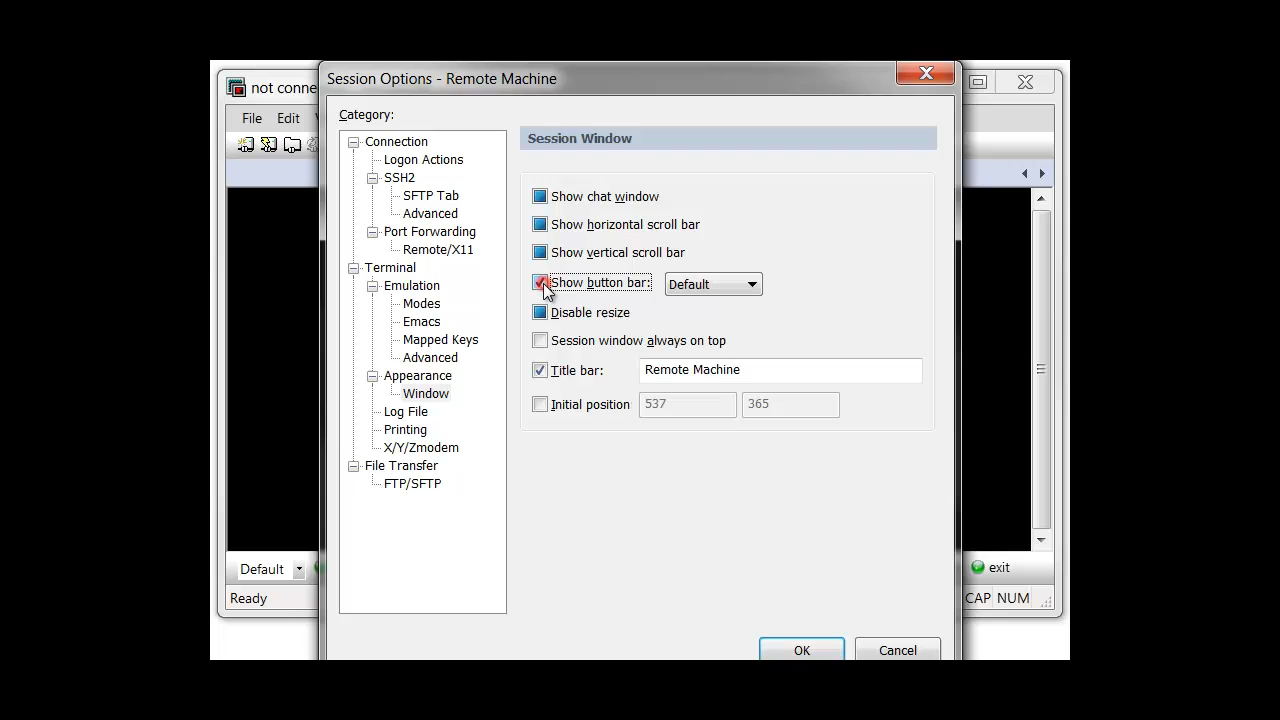 Session Options - Remote Machine
not conne
File Edit
Category:
Connection
Logon Actions
SSH2
SFTP Tab
Advanced
Port Forwarding
Remote/X11
Terminal
Emulation
Modes
Emacs
Mapped Keys
Advanced
Appearance
Window
Log File
Printing
X/Y/Zmodem
File Transfer
FTP/SFTP
Session Window
Show chat window
Show horizontal scroll bar
Show vertical scroll bar
Show button bar: Default
Disable resize
Session window always on top
Title bar: Remote Machine
Initial position 537 365
Default
exit
Ready
CAP NUM
OK Cancel